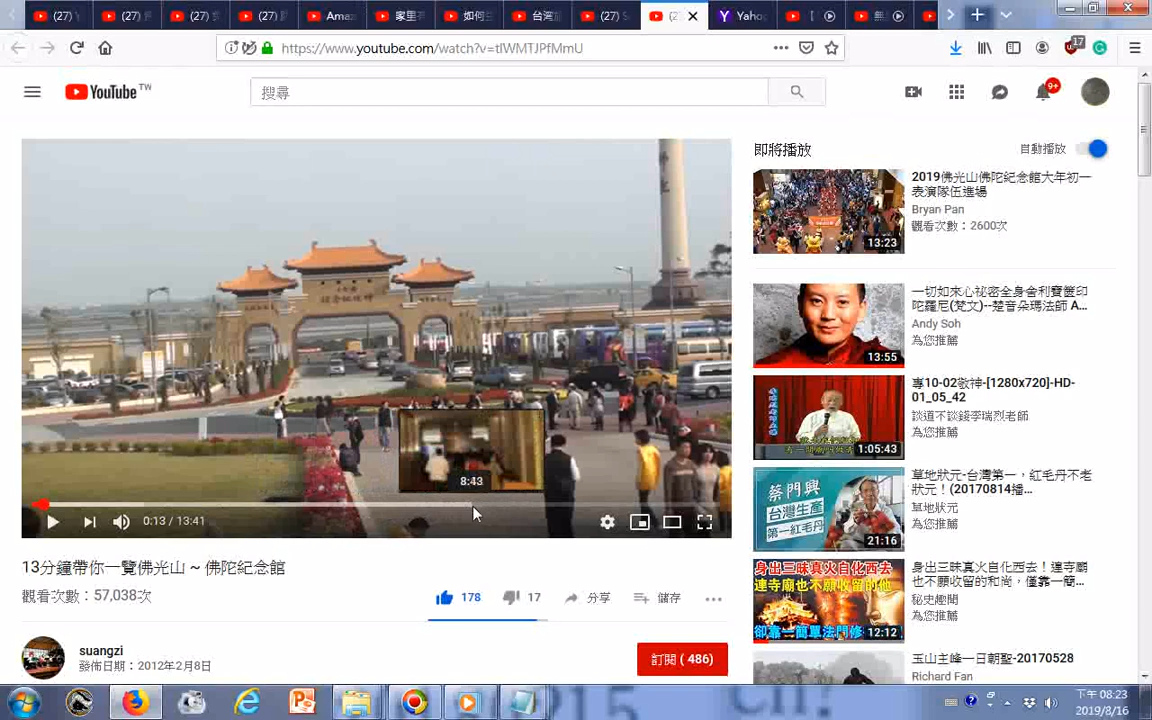 (27) Y
(27)
(27)
(27)
Amaz
家里有
如何
台灣
(27) S
(2
Yaho
https://www.youtube.com/watch?v=tIWMTJPfMmU
17
YouTube TW
搜尋
9+
即將播放
自動播放
2019佛光山佛陀紀念館大年初一
表演隊伍進場
Bryan Pan
觀看次數：2600次
13:23
一切如來心祕密全身舍利寶篋印
陀羅尼(梵文)--楚音朵瑪法師 A...
Andy Soh
為您推薦
13:55
專10-02敬神-[1280x720]-HD-
01_05_42
談道不談錢李瑞烈老師
為您推薦
1:05:43
蔡門興
台灣生產
第一紅毛丹
草地狀元-台灣第一，紅毛丹不老
狀元！(20170814播...
草地狀元
為您推薦
21:16
身出三昧真火自化西去
連寺廟也不願收留的他
卻靠一簡單法門修
身出三昧真火自化西去！連寺廟
也不願收留的和尚，僅靠一簡...
秘史趣聞
為您推薦
12:12
玉山主峰一日朝聖-20170528
Richard Fan
8:43
0:13 / 13:41
13分鐘帶你一覽佛光山 ~ 佛陀紀念館
觀看次數：57,038次
178
17
分享
儲存
suangzi
發佈日期：2012年2月8日
訂閱 ( 486)
下午 08:23
2019/8/16